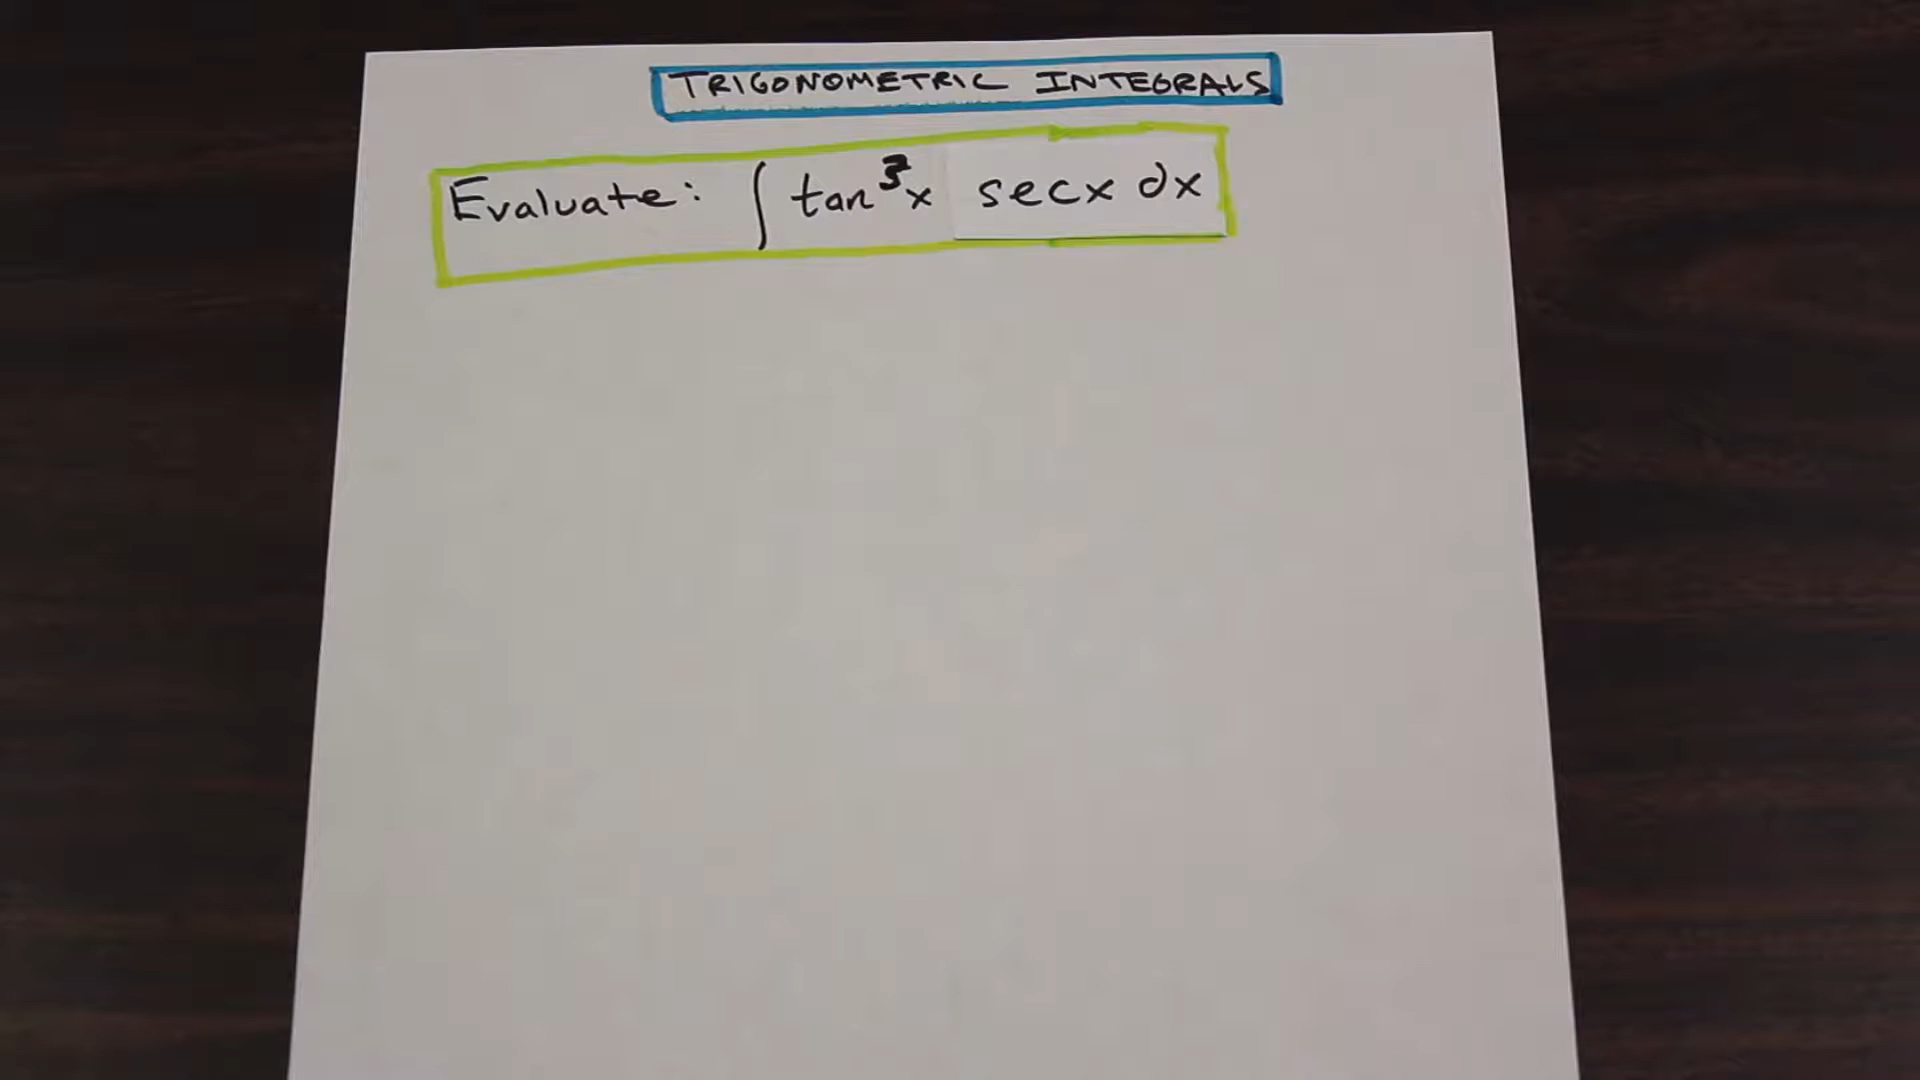 TRIGONOMETRIC INTEGRALS
Evaluate: ∫ tan³x secx dx